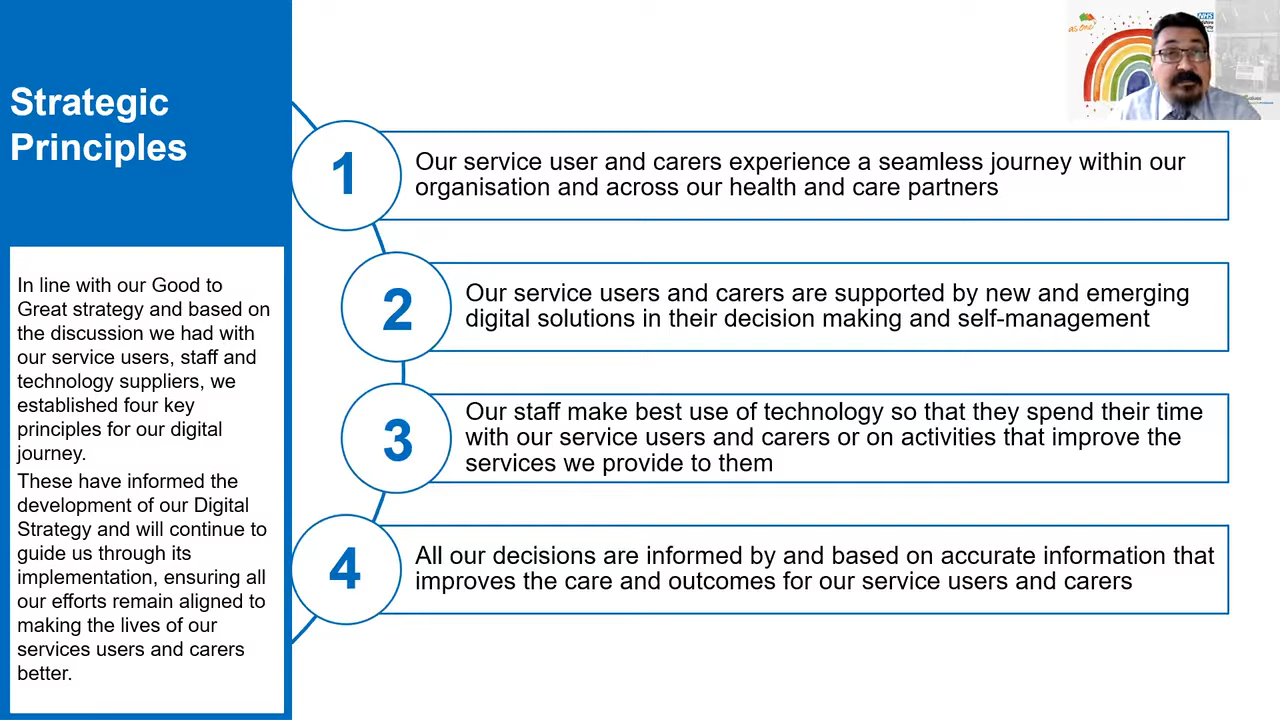 Strategic
Principles
In line with our Good to
Great strategy and based on
the discussion we had with
our service users, staff and
technology suppliers, we
established four key
principles for our digital
journey.
These have informed the
development of our Digital
Strategy and will continue to
guide us through its
implementation, ensuring all
our efforts remain aligned to
making the lives of our
services users and carers
better.
1
Our service user and carers experience a seamless journey within our
organisation and across our health and care partners
2
Our service users and carers are supported by new and emerging
digital solutions in their decision making and self-management
3
Our staff make best use of technology so that they spend their time
with our service users and carers or on activities that improve the
services we provide to them
4
All our decisions are informed by and based on accurate information that
improves the care and outcomes for our service users and carers
as one
NHS